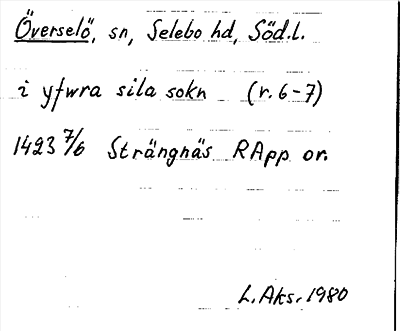 Överselö, sn, Selebo hd, Söd.l.
i yfwra sila sokn (r. 6-7)
1423 7/6 Strängnäs RApp or.
L. Aks. 1980